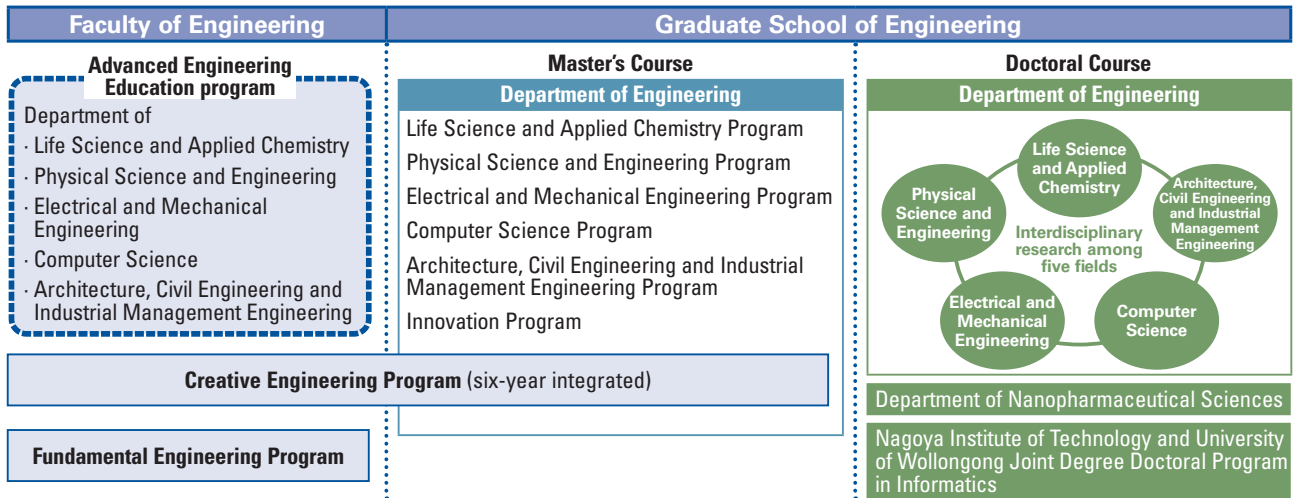 Faculty of Engineering
Graduate School of Engineering
Advanced Engineering
Education program
Department of
· Life Science and Applied Chemistry
· Physical Science and Engineering
· Electrical and Mechanical
Engineering
· Computer Science
· Architecture, Civil Engineering and
Industrial Management Engineering
Master's Course
Department of Engineering
Life Science and Applied Chemistry Program
Physical Science and Engineering Program
Electrical and Mechanical Engineering Program
Computer Science Program
Architecture, Civil Engineering and Industrial
Management Engineering Program
Innovation Program
Creative Engineering Program (six-year integrated)
Fundamental Engineering Program
Doctoral Course
Department of Engineering
Life Science
and Applied
Chemistry
Physical
Science and
Engineering
Architecture,
Civil Engineering
and Industrial
Management
Engineering
Interdisciplinary
research among
five fields
Electrical and
Mechanical
Engineering
Computer
Science
Department of Nanopharmaceutical Sciences
Nagoya Institute of Technology and University
of Wollongong Joint Degree Doctoral Program
in Informatics